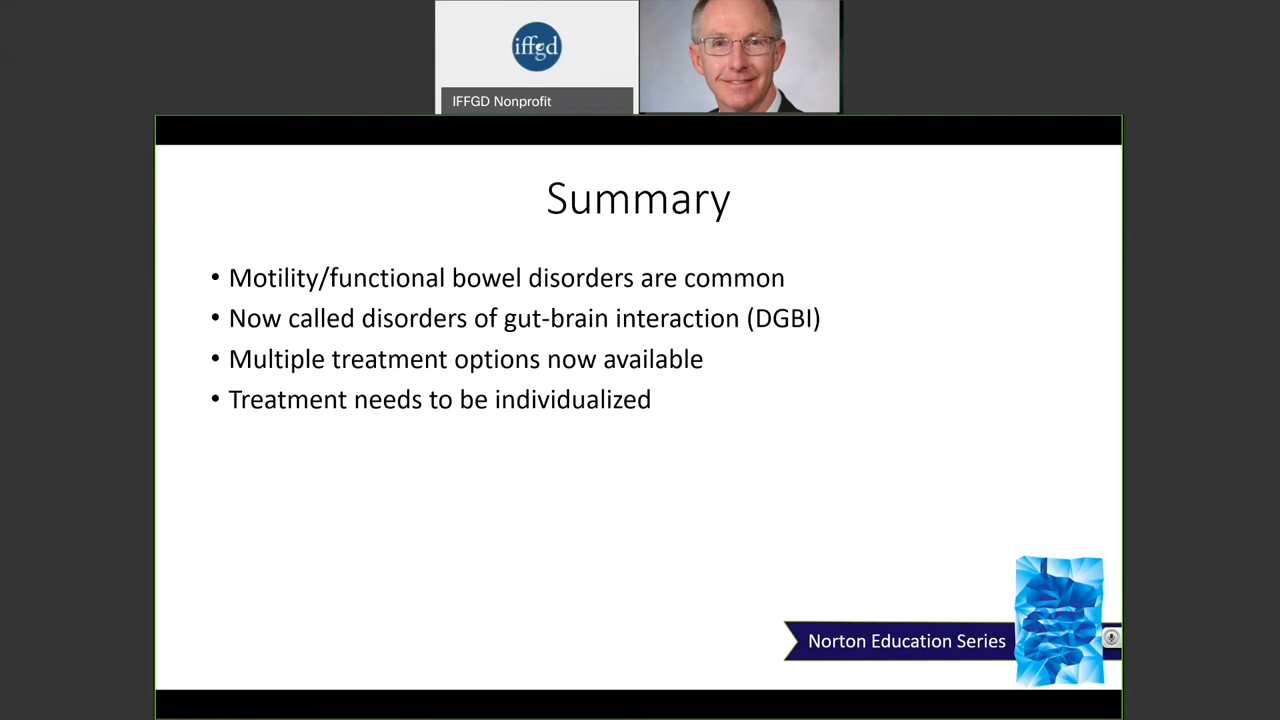 iffgd
IFFGD Nonprofit
Summary
• Motility/functional bowel disorders are common
• Now called disorders of gut-brain interaction (DGBI)
• Multiple treatment options now available
• Treatment needs to be individualized
Norton Education Series